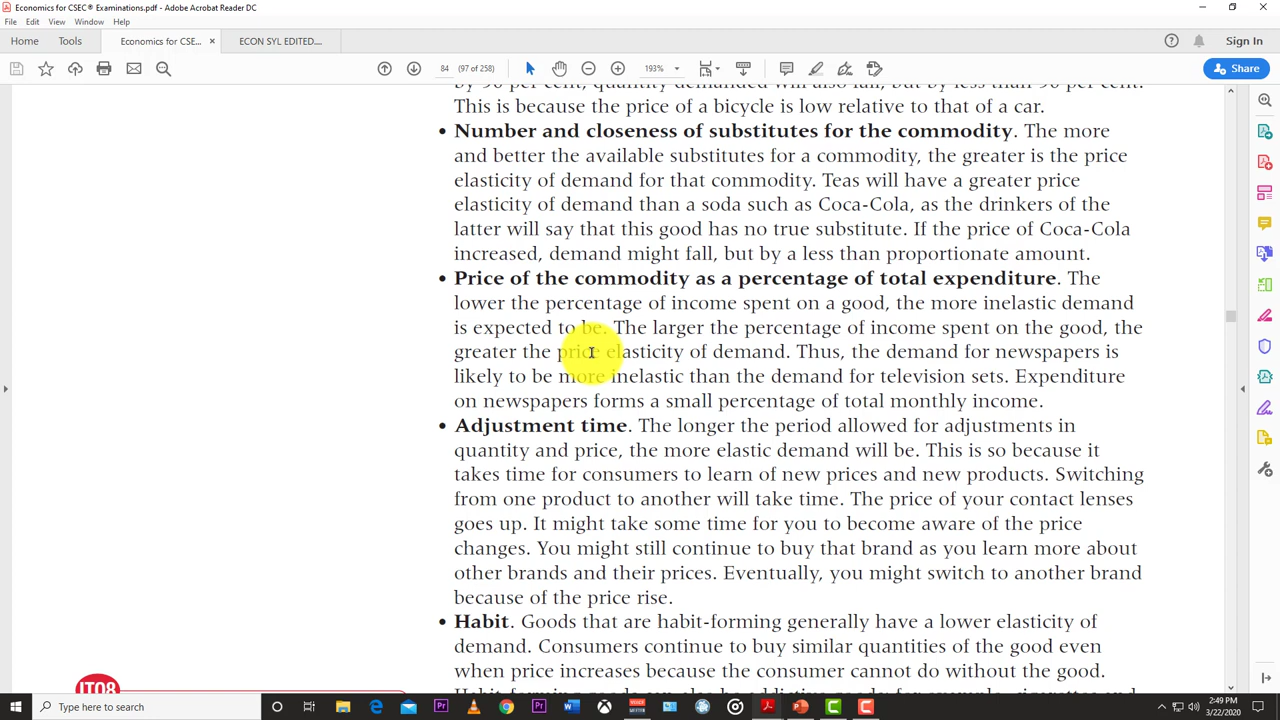 Economics for CSEC® Examinations.pdf - Adobe Acrobat Reader DC
File Edit View Window Help
Home Tools Economics for CSE... × ECON SYL EDITED.... Sign In
84 (97 of 258) 193% Share
by 90 per cent, quantity demanded will also fall, but by less than 90 per cent.
This is because the price of a bicycle is low relative to that of a car.
• Number and closeness of substitutes for the commodity. The more
and better the available substitutes for a commodity, the greater is the price
elasticity of demand for that commodity. Teas will have a greater price
elasticity of demand than a soda such as Coca-Cola, as the drinkers of the
latter will say that this good has no true substitute. If the price of Coca-Cola
increased, demand might fall, but by a less than proportionate amount.
• Price of the commodity as a percentage of total expenditure. The
lower the percentage of income spent on a good, the more inelastic demand
is expected to be. The larger the percentage of income spent on the good, the
greater the price elasticity of demand. Thus, the demand for newspapers is
likely to be more inelastic than the demand for television sets. Expenditure
on newspapers forms a small percentage of total monthly income.
• Adjustment time. The longer the period allowed for adjustments in
quantity and price, the more elastic demand will be. This is so because it
takes time for consumers to learn of new prices and new products. Switching
from one product to another will take time. The price of your contact lenses
goes up. It might take some time for you to become aware of the price
changes. You might still continue to buy that brand as you learn more about
other brands and their prices. Eventually, you might switch to another brand
because of the price rise.
• Habit. Goods that are habit-forming generally have a lower elasticity of
demand. Consumers continue to buy similar quantities of the good even
when price increases because the consumer cannot do without the good.
Type here to search
2:49 PM
3/22/2020